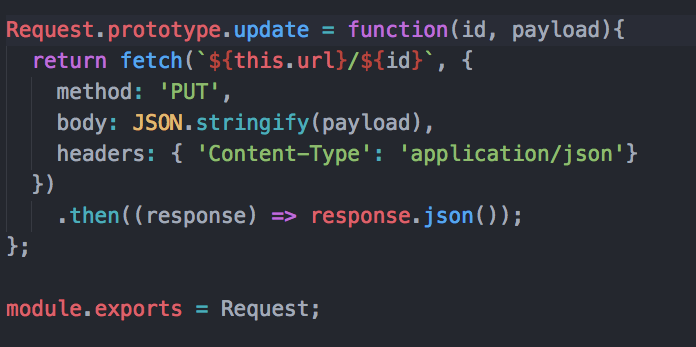 Request.prototype.update = function(id, payload){
  return fetch(`${this.url}/${id}`, {
    method: 'PUT',
    body: JSON.stringify(payload),
    headers: { 'Content-Type': 'application/json'}
  })
    .then((response) => response.json());
};

module.exports = Request;